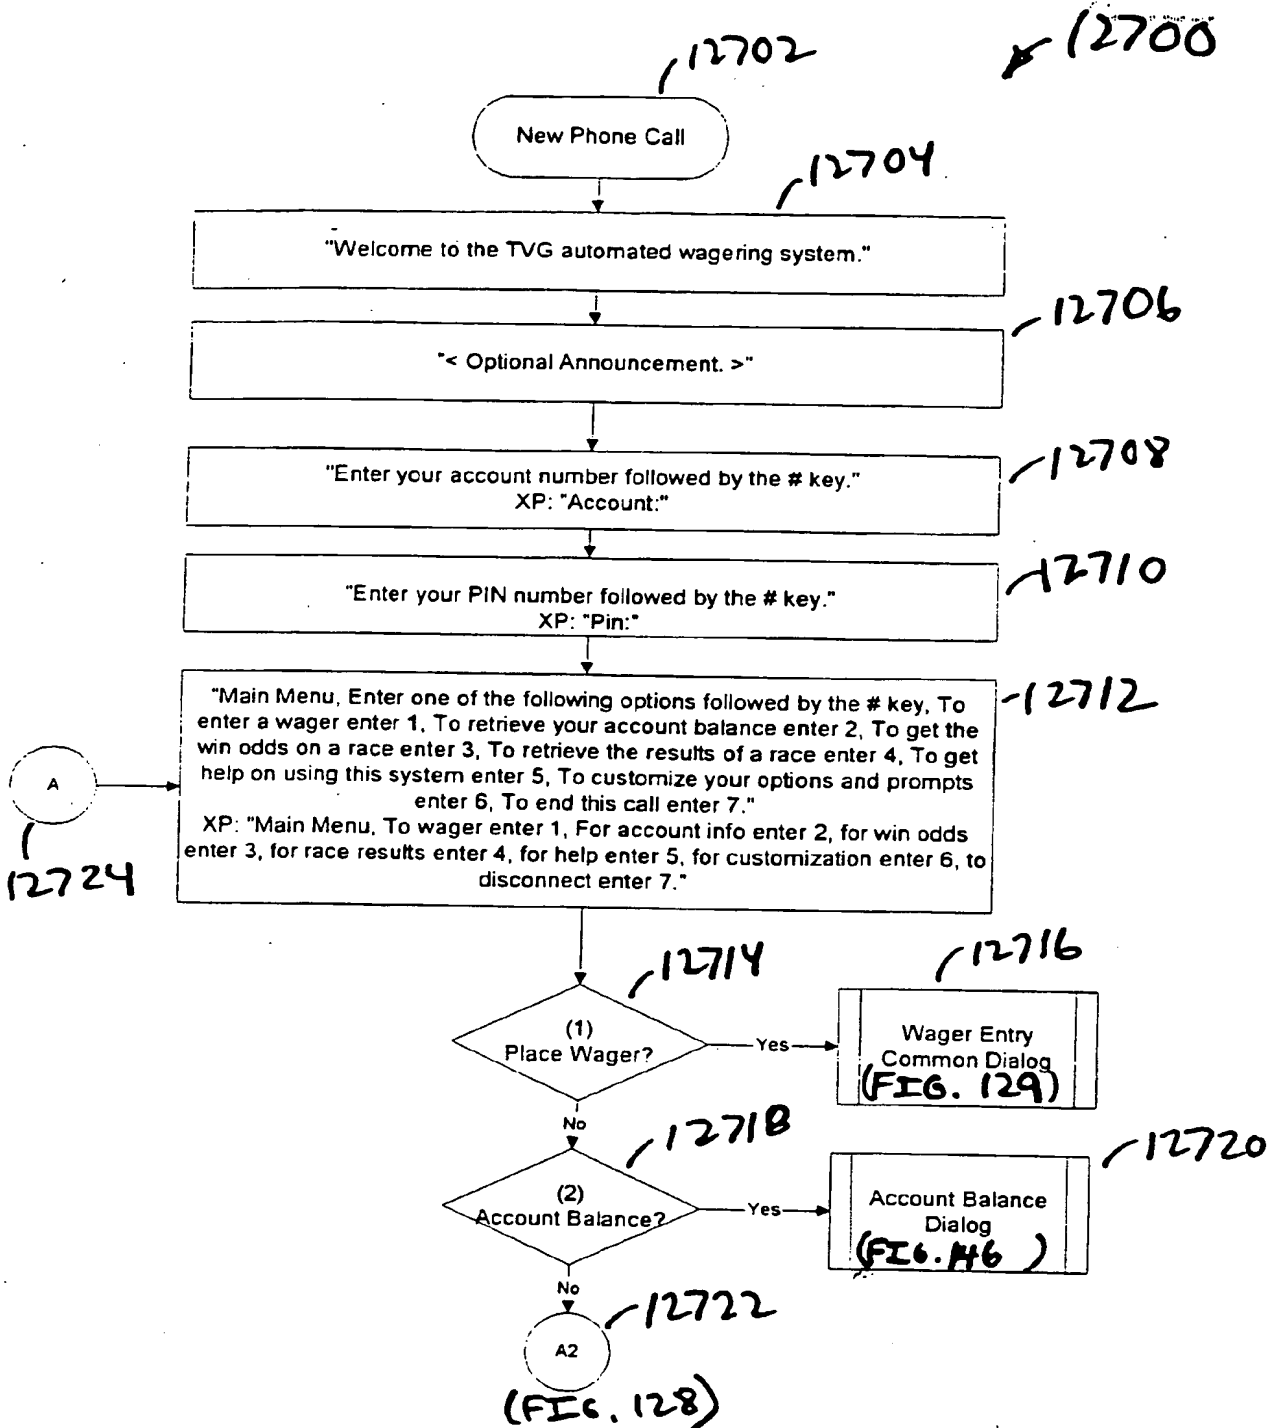 12700
12702
New Phone Call
12704
"Welcome to the TVG automated wagering system."
12706
"< Optional Announcement. >"
12708
"Enter your account number followed by the # key."
XP: "Account:"
12710
"Enter your PIN number followed by the # key."
XP: "Pin:"
12712
"Main Menu, Enter one of the following options followed by the # key, To
enter a wager enter 1, To retrieve your account balance enter 2, To get the
win odds on a race enter 3, To retrieve the results of a race enter 4, To get
help on using this system enter 5, To customize your options and prompts
enter 6, To end this call enter 7."
XP: "Main Menu, To wager enter 1, For account info enter 2, for win odds
enter 3, for race results enter 4, for help enter 5, for customization enter 6, to
disconnect enter 7."
A
12724
12714
(1)
Place Wager?
Yes
12716
Wager Entry
Common Dialog
(FIG. 129)
No
12718
(2)
Account Balance?
Yes
12720
Account Balance
Dialog
(FIG. 146 )
No
12722
A2
(FIG. 128)